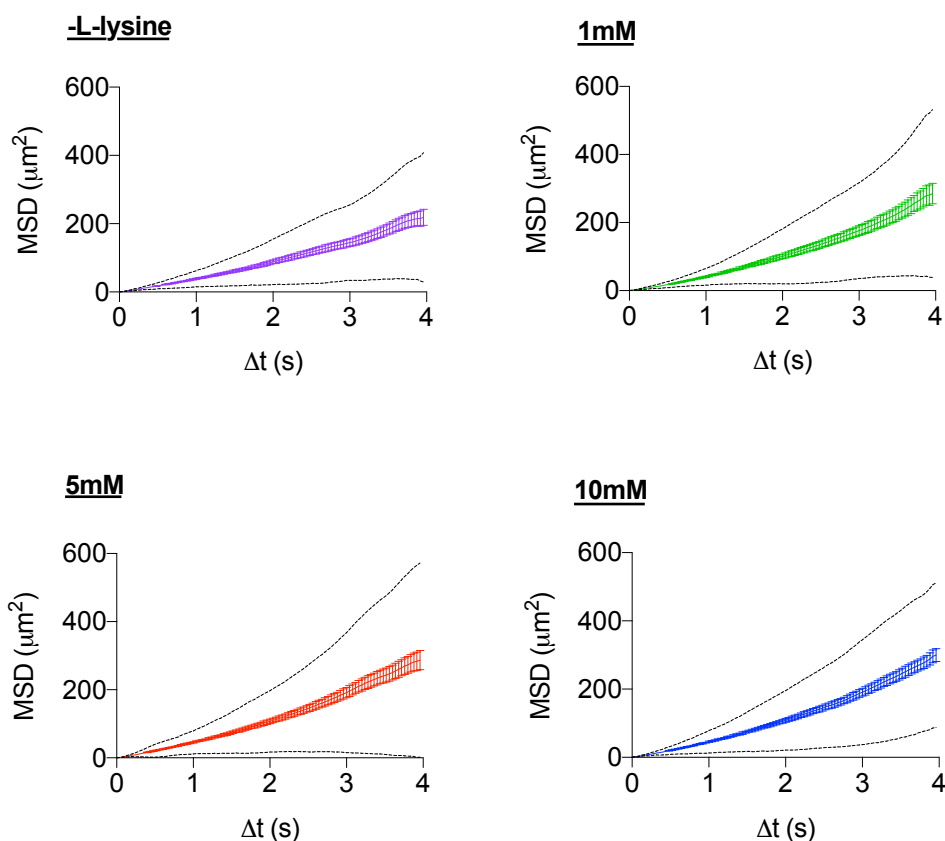 -L-lysine
600
400
200
0
MSD (μm²)
0 1 2 3 4
Δt (s)
1mM
600
400
200
0
MSD (μm²)
0 1 2 3 4
Δt (s)
5mM
600
400
200
0
MSD (μm²)
0 1 2 3 4
Δt (s)
10mM
600
400
200
0
MSD (μm²)
0 1 2 3 4
Δt (s)